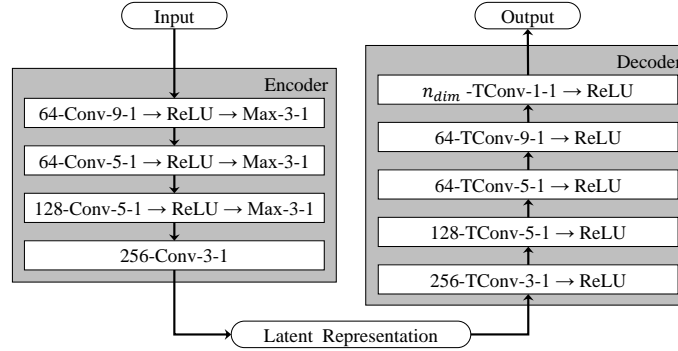 Input
Encoder
64-Conv-9-1 → ReLU → Max-3-1
64-Conv-5-1 → ReLU → Max-3-1
128-Conv-5-1 → ReLU → Max-3-1
256-Conv-3-1
Latent Representation
Output
Decoder
n_{dim} -TConv-1-1 → ReLU
64-TConv-9-1 → ReLU
64-TConv-5-1 → ReLU
128-TConv-5-1 → ReLU
256-TConv-3-1 → ReLU